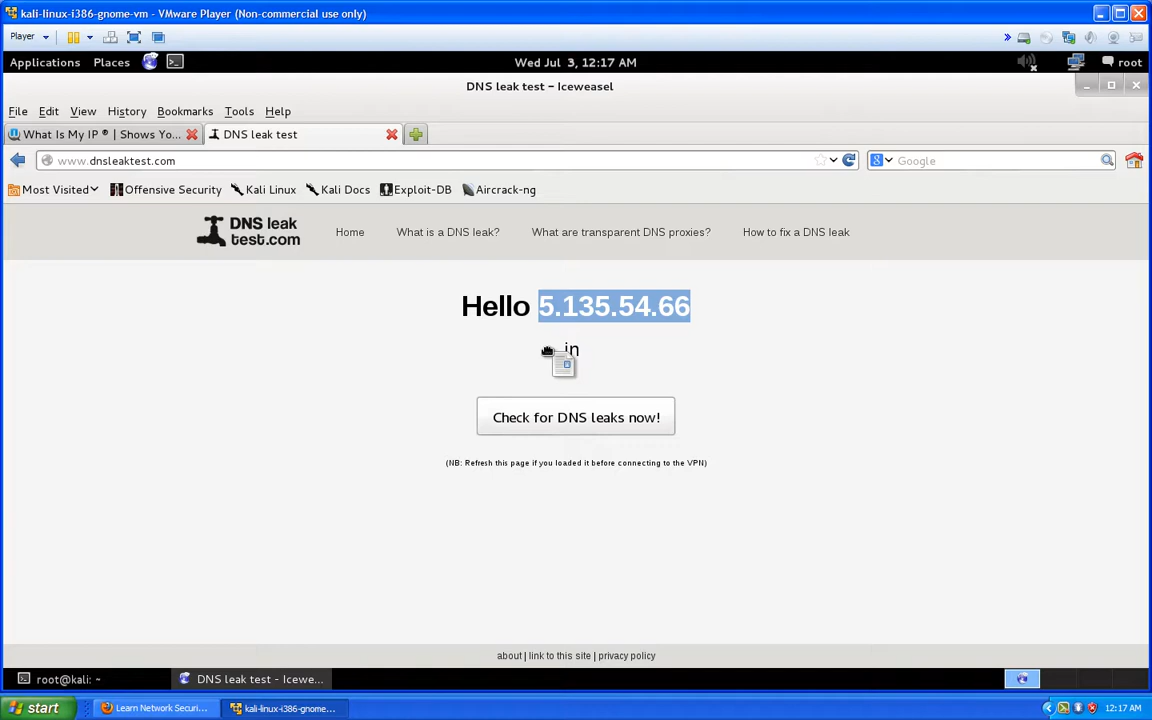 kali-linux-i386-gnome-vm - VMware Player (Non-commercial use only)
Player
Applications Places Wed Jul 3, 12:17 AM root
DNS leak test - Iceweasel
File Edit View History Bookmarks Tools Help
What Is My IP ® | Shows Yo... DNS leak test
www.dnsleaktest.com Google
Most Visited Offensive Security Kali Linux Kali Docs Exploit-DB Aircrack-ng
DNS leak test.com Home What is a DNS leak? What are transparent DNS proxies? How to fix a DNS leak
Hello 5.135.54.66
in
Check for DNS leaks now!
(NB: Refresh this page if you loaded it before connecting to the VPN)
about | link to this site | privacy policy
root@kali: ~ DNS leak test - Icewe...
start Learn Network Securi... kali-linux-i386-gnome... 12:17 AM